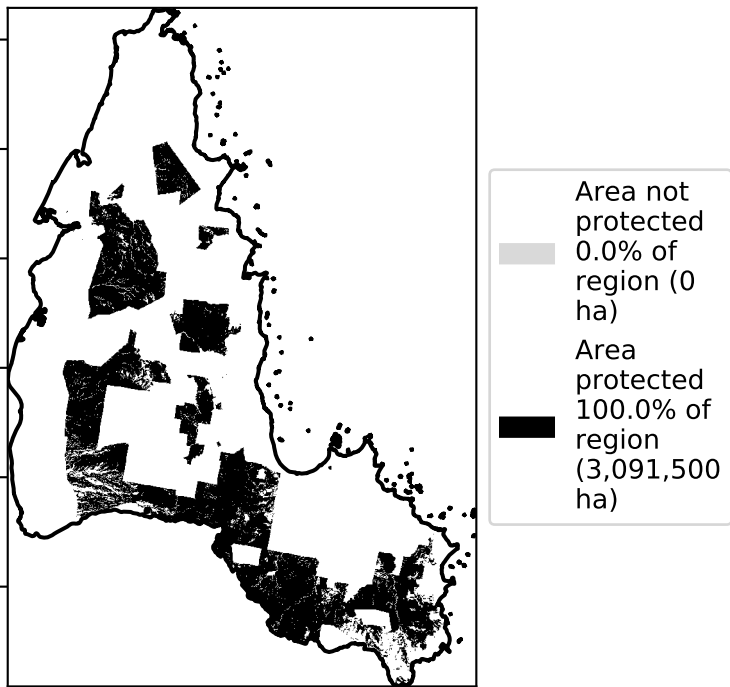 Area not
protected
0.0% of
region (0
ha)
Area
protected
100.0% of
region
(3,091,500
ha)